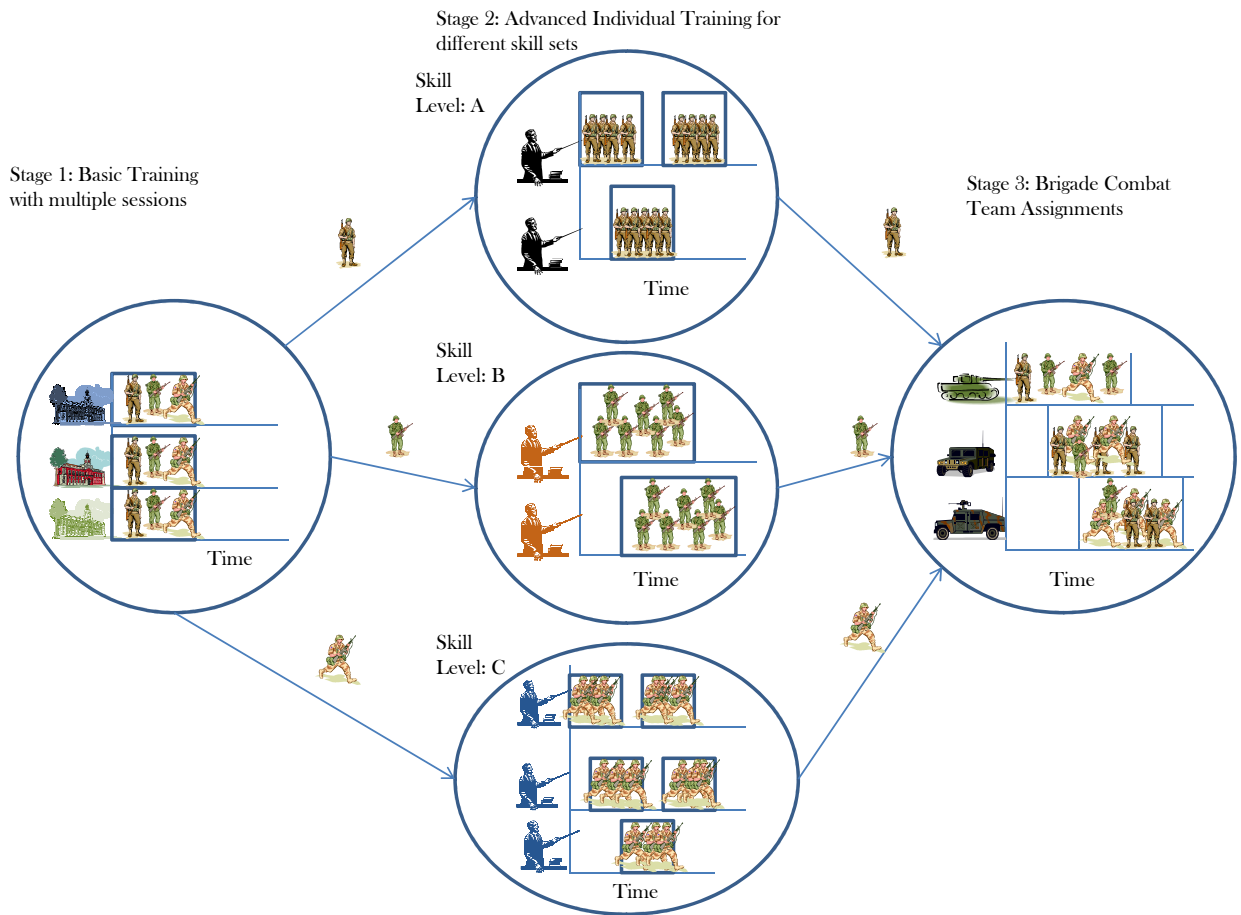 Stage 2: Advanced Individual Training for
different skill sets
Skill
Level: A
Stage 1: Basic Training
with multiple sessions
Stage 3: Brigade Combat
Team Assignments
Time
Skill
Level: B
Time
Time
Time
Skill
Level: C
Time